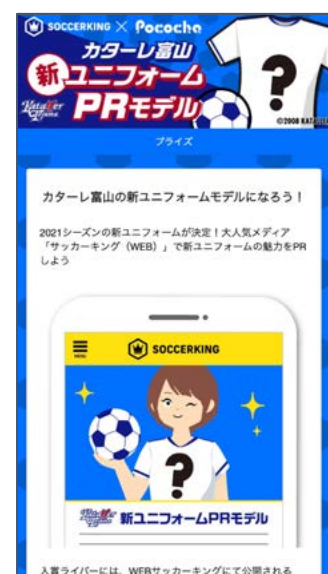 SOCCERKING × Pococha
カターレ富山
新ユニフォーム
PRモデル
Kataller Toyama
?
©2008 KATALLER
プライズ
カターレ富山の新ユニフォームモデルになろう！
2021シーズンの新ユニフォームが決定！大人気メディア
「サッカーキング（WEB）」で新ユニフォームの魅力をPR
しよう
MENU
SOCCERKING
?
Kataller Toyama 新ユニフォームPRモデル
入賞ライバーには、WEBサッカーキングにて公開される